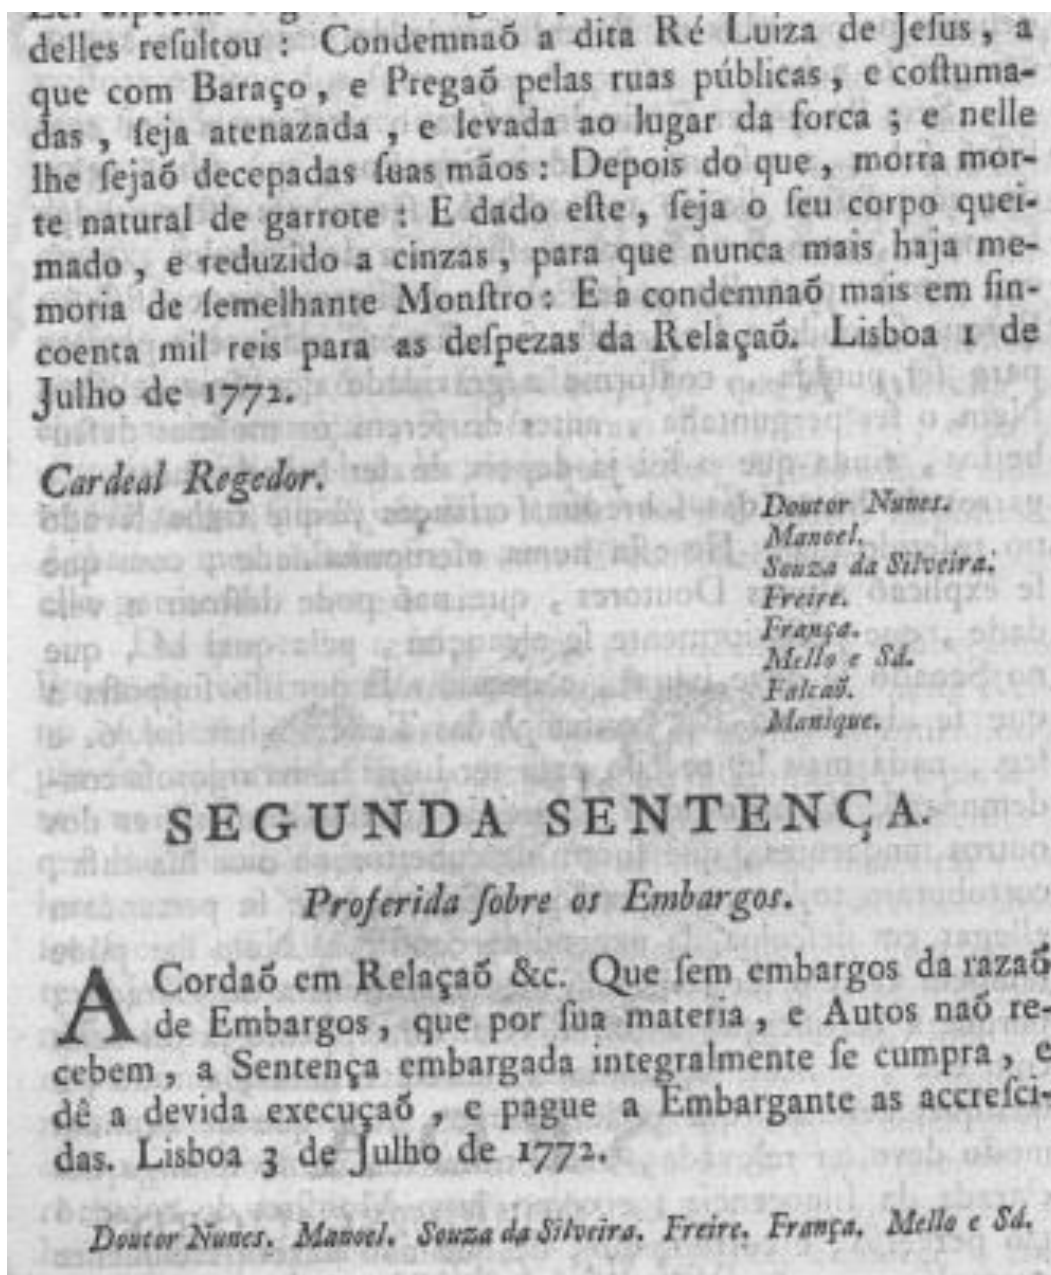 delles reſultou : Condemnaõ a dita Ré Luiza de Jeſus, a
que com Baraço, e Pregaõ pelas ruas públicas, e coſtuma-
das, ſeja atenazada, e levada ao lugar da forca ; e nelle
lhe ſejaõ decepadas ſuas mãos : Depois do que, morra mor-
te natural de garrote : E dado eſte, ſeja o ſeu corpo quei-
mado, e reduzido a cinzas, para que nunca mais haja me-
moria de ſemelhante Monſtro : E a condemnaõ mais em ſin-
coenta mil reis para as deſpezas da Relaçaõ. Lisboa 1 de
Julho de 1772.
Cardeal Regedor.
Doutor Nunes.
Manoel.
Souza da Silveira.
Freire.
França.
Mello e Sá.
Falcaõ.
Manique.
SEGUNDA SENTENÇA.
Proferida ſobre os Embargos.
ACordaõ em Relaçaõ &c. Que ſem embargos da razaõ
de Embargos, que por ſua materia, e Autos naõ re-
cebem, a Sentença embargada integralmente ſe cumpra, e
dê a devida execuçaõ, e pague a Embargante as accreſci-
das. Lisboa 3 de Julho de 1772.
Doutor Nunes. Manoel. Souza da Silveira. Freire. França. Mello e Sá.